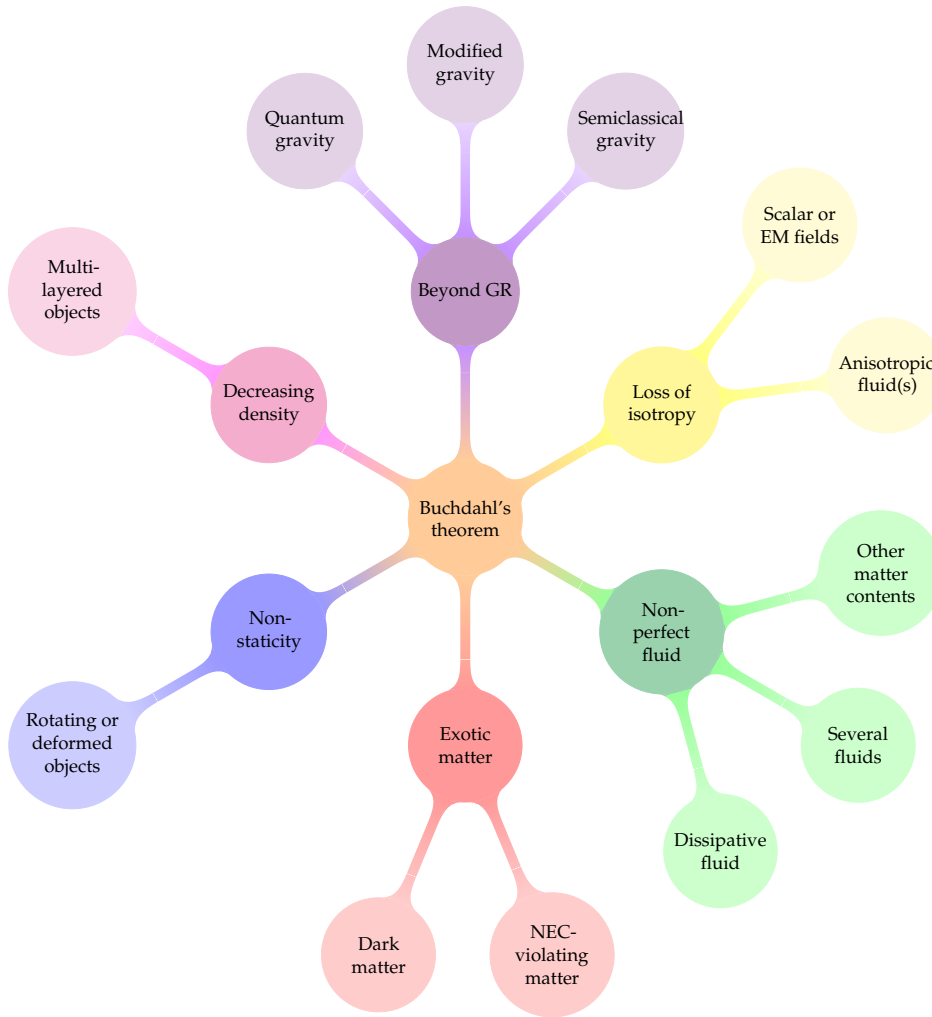 Modified
gravity
Quantum
gravity
Semiclassical
gravity
Scalar or
EM fields
Multi-
layered
objects
Beyond GR
Anisotropic
fluid(s)
Decreasing
density
Loss of
isotropy
Buchdahl's
theorem
Other
matter
contents
Non-
staticity
Non-
perfect
fluid
Rotating or
deformed
objects
Exotic
matter
Several
fluids
Dissipative
fluid
Dark
matter
NEC-
violating
matter